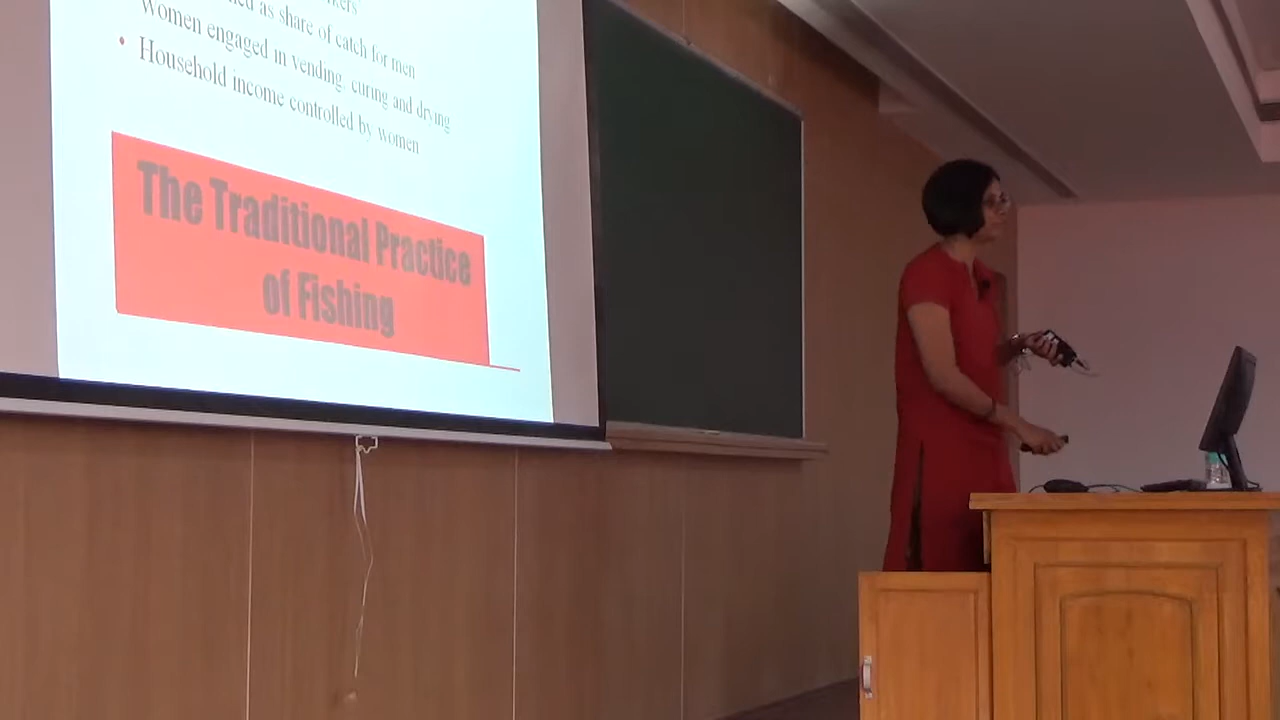 as share of catch for men
Women engaged in vending, curing and drying
• Household income controlled by women
The Traditional Practice
of Fishing